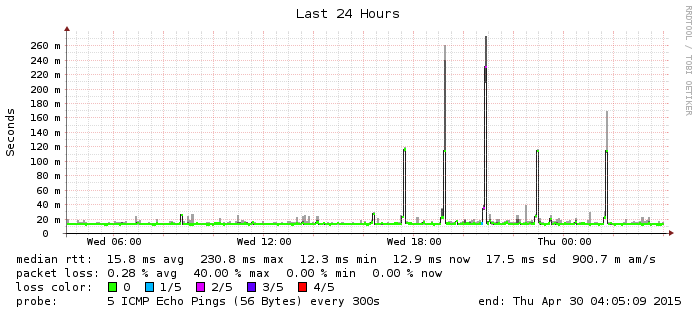 Last 24 Hours
RRDTOOL / TOBI OETIKER
Seconds
260 m
240 m
220 m
200 m
180 m
160 m
140 m
120 m
100 m
80 m
60 m
40 m
20 m
0
Wed 06:00 Wed 12:00 Wed 18:00 Thu 00:00
median rtt: 15.8 ms avg 230.8 ms max 12.3 ms min 12.9 ms now 17.5 ms sd 900.7 m am/s
packet loss: 0.28 % avg 40.00 % max 0.00 % min 0.00 % now
loss color: 0 1/5 2/5 3/5 4/5
probe: 5 ICMP Echo Pings (56 Bytes) every 300s end: Thu Apr 30 04:05:09 2015